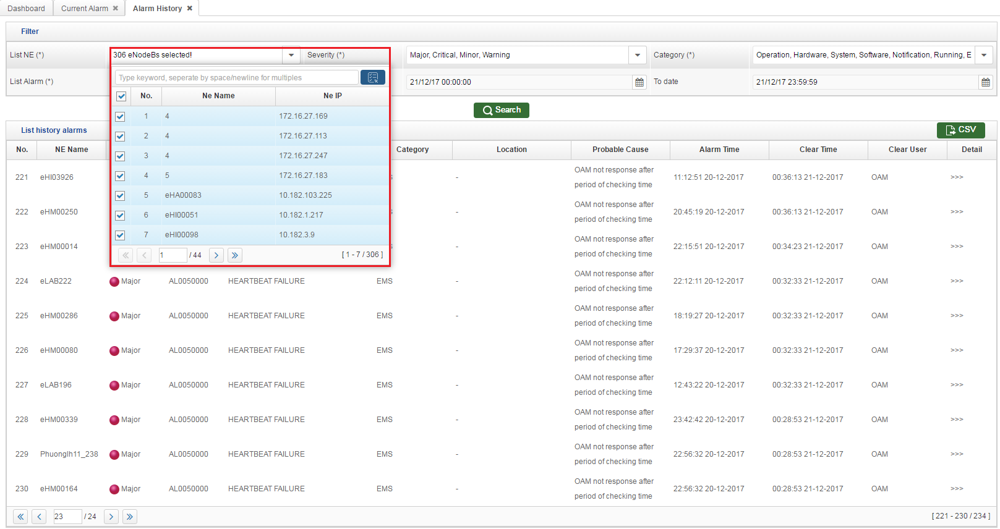 Dashboard Current Alarm Alarm History
Filter
List NE (*) 306 eNodeBs selected! Severity (*) Major, Critical, Minor, Warning Category (*) Operation, Hardware, System, Software, Notification, Running, E
Type keyword, seperate by space/newline for multiples
List Alarm (*) 21/12/17 00:00:00 To date 21/12/17 23:59:59
No. Ne Name Ne IP
1 4 172.16.27.169
2 4 172.16.27.113
3 4 172.16.27.247
4 5 172.16.27.183
5 eHA00083 10.182.103.225
6 eHI00051 10.182.1.217
7 eHI00098 10.182.3.9
1 / 44 [ 1 - 7 / 306 ]
Search
List history alarms CSV
No. NE Name Category Location Probable Cause Alarm Time Clear Time Clear User Detail
221 eHI03926 - OAM not response after period of checking time 11:12:51 20-12-2017 00:36:13 21-12-2017 OAM >>>
222 eHM00250 - OAM not response after period of checking time 20:45:19 20-12-2017 00:36:13 21-12-2017 OAM >>>
223 eHM00014 - OAM not response after period of checking time 22:15:51 20-12-2017 00:34:23 21-12-2017 OAM >>>
224 eLAB222 Major AL0050000 HEARTBEAT FAILURE EMS - OAM not response after period of checking time 22:12:11 20-12-2017 00:32:33 21-12-2017 OAM >>>
225 eHM00286 Major AL0050000 HEARTBEAT FAILURE EMS - OAM not response after period of checking time 18:19:27 20-12-2017 00:32:33 21-12-2017 OAM >>>
226 eHM00080 Major AL0050000 HEARTBEAT FAILURE EMS - OAM not response after period of checking time 17:29:37 20-12-2017 00:32:33 21-12-2017 OAM >>>
227 eLAB196 Major AL0050000 HEARTBEAT FAILURE EMS - OAM not response after period of checking time 12:43:22 20-12-2017 00:32:33 21-12-2017 OAM >>>
228 eHM00339 Major AL0050000 HEARTBEAT FAILURE EMS - OAM not response after period of checking time 23:42:42 20-12-2017 00:28:53 21-12-2017 OAM >>>
229 Phuonglh11_238 Major AL0050000 HEARTBEAT FAILURE EMS - OAM not response after period of checking time 22:56:32 20-12-2017 00:28:53 21-12-2017 OAM >>>
230 eHM00164 Major AL0050000 HEARTBEAT FAILURE EMS - OAM not response after period of checking time 22:56:32 20-12-2017 00:28:53 21-12-2017 OAM >>>
23 / 24 [ 221 - 230 / 234 ]